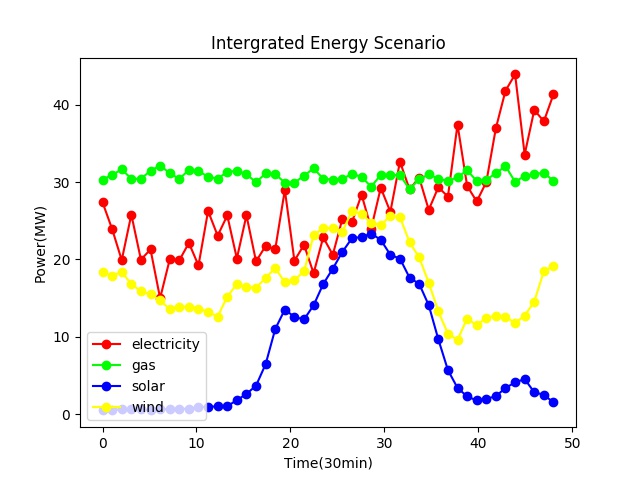 Intergrated Energy Scenario
Power(MW)
40
30
20
10
0
electricity
gas
solar
wind
0 10 20 30 40 50
Time(30min)